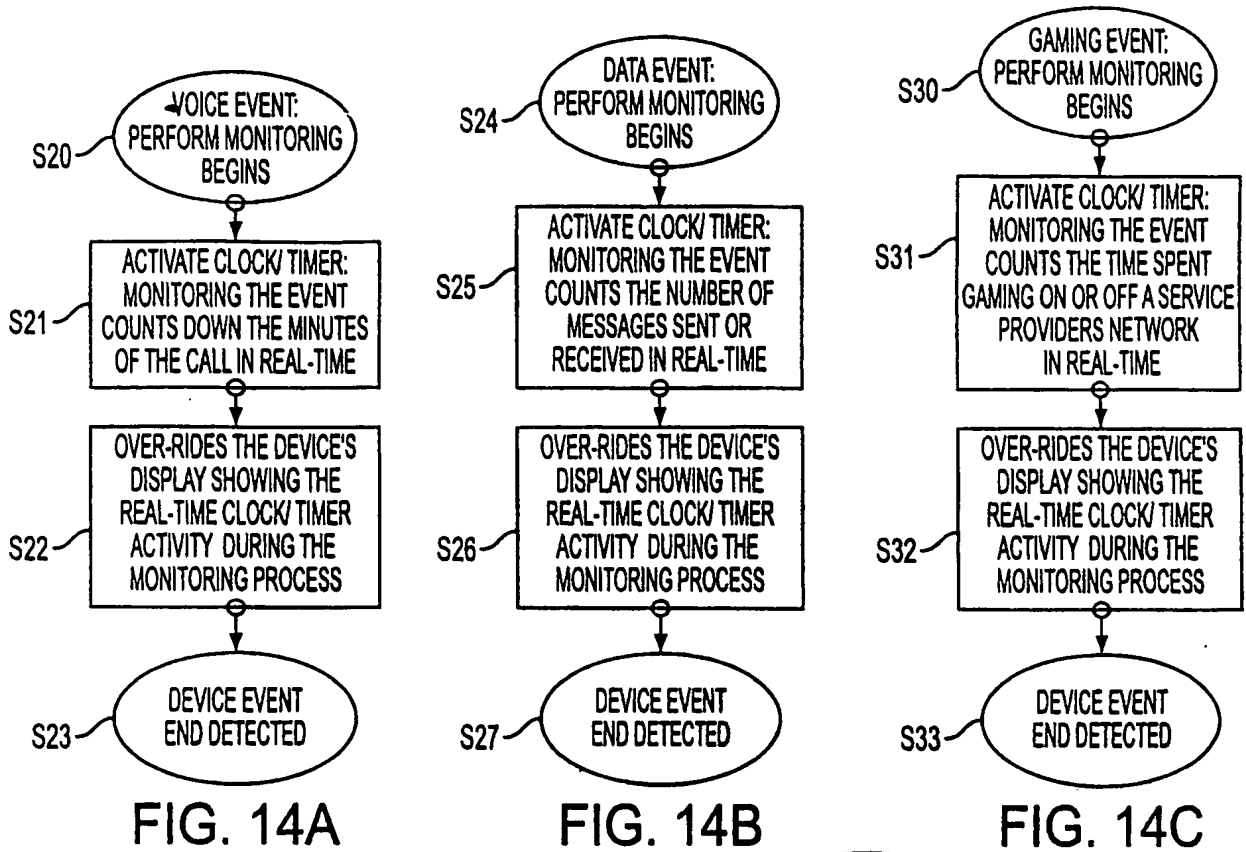 VOICE EVENT:
PERFORM MONITORING
BEGINS
S20
ACTIVATE CLOCK/ TIMER:
MONITORING THE EVENT
COUNTS DOWN THE MINUTES
OF THE CALL IN REAL-TIME
S21
OVER-RIDES THE DEVICE'S
DISPLAY SHOWING THE
REAL-TIME CLOCK/ TIMER
ACTIVITY DURING THE
MONITORING PROCESS
S22
DEVICE EVENT
END DETECTED
S23
FIG. 14A
DATA EVENT:
PERFORM MONITORING
BEGINS
S24
ACTIVATE CLOCK/ TIMER:
MONITORING THE EVENT
COUNTS THE NUMBER OF
MESSAGES SENT OR
RECEIVED IN REAL-TIME
S25
OVER-RIDES THE DEVICE'S
DISPLAY SHOWING THE
REAL-TIME CLOCK/ TIMER
ACTIVITY DURING THE
MONITORING PROCESS
S26
DEVICE EVENT
END DETECTED
S27
FIG. 14B
GAMING EVENT:
PERFORM MONITORING
BEGINS
S30
ACTIVATE CLOCK/ TIMER:
MONITORING THE EVENT
COUNTS THE TIME SPENT
GAMING ON OR OFF A SERVICE
PROVIDERS NETWORK
IN REAL-TIME
S31
OVER-RIDES THE DEVICE'S
DISPLAY SHOWING THE
REAL-TIME CLOCK/ TIMER
ACTIVITY DURING THE
MONITORING PROCESS
S32
DEVICE EVENT
END DETECTED
S33
FIG. 14C